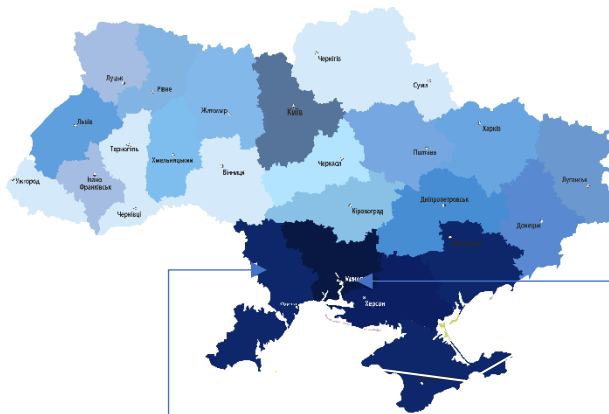 Чернігів
Суми
Луцьк
Рівне
Житомир
Київ
Львів
Харків
Тернопіль
Хмельницький
Вінниця
Черкаси
Полтава
Ужгород
Івано
Франківськ
Чернівці
Луганськ
Дніпропетровськ
Кіровоград
Донецьк
Херсон